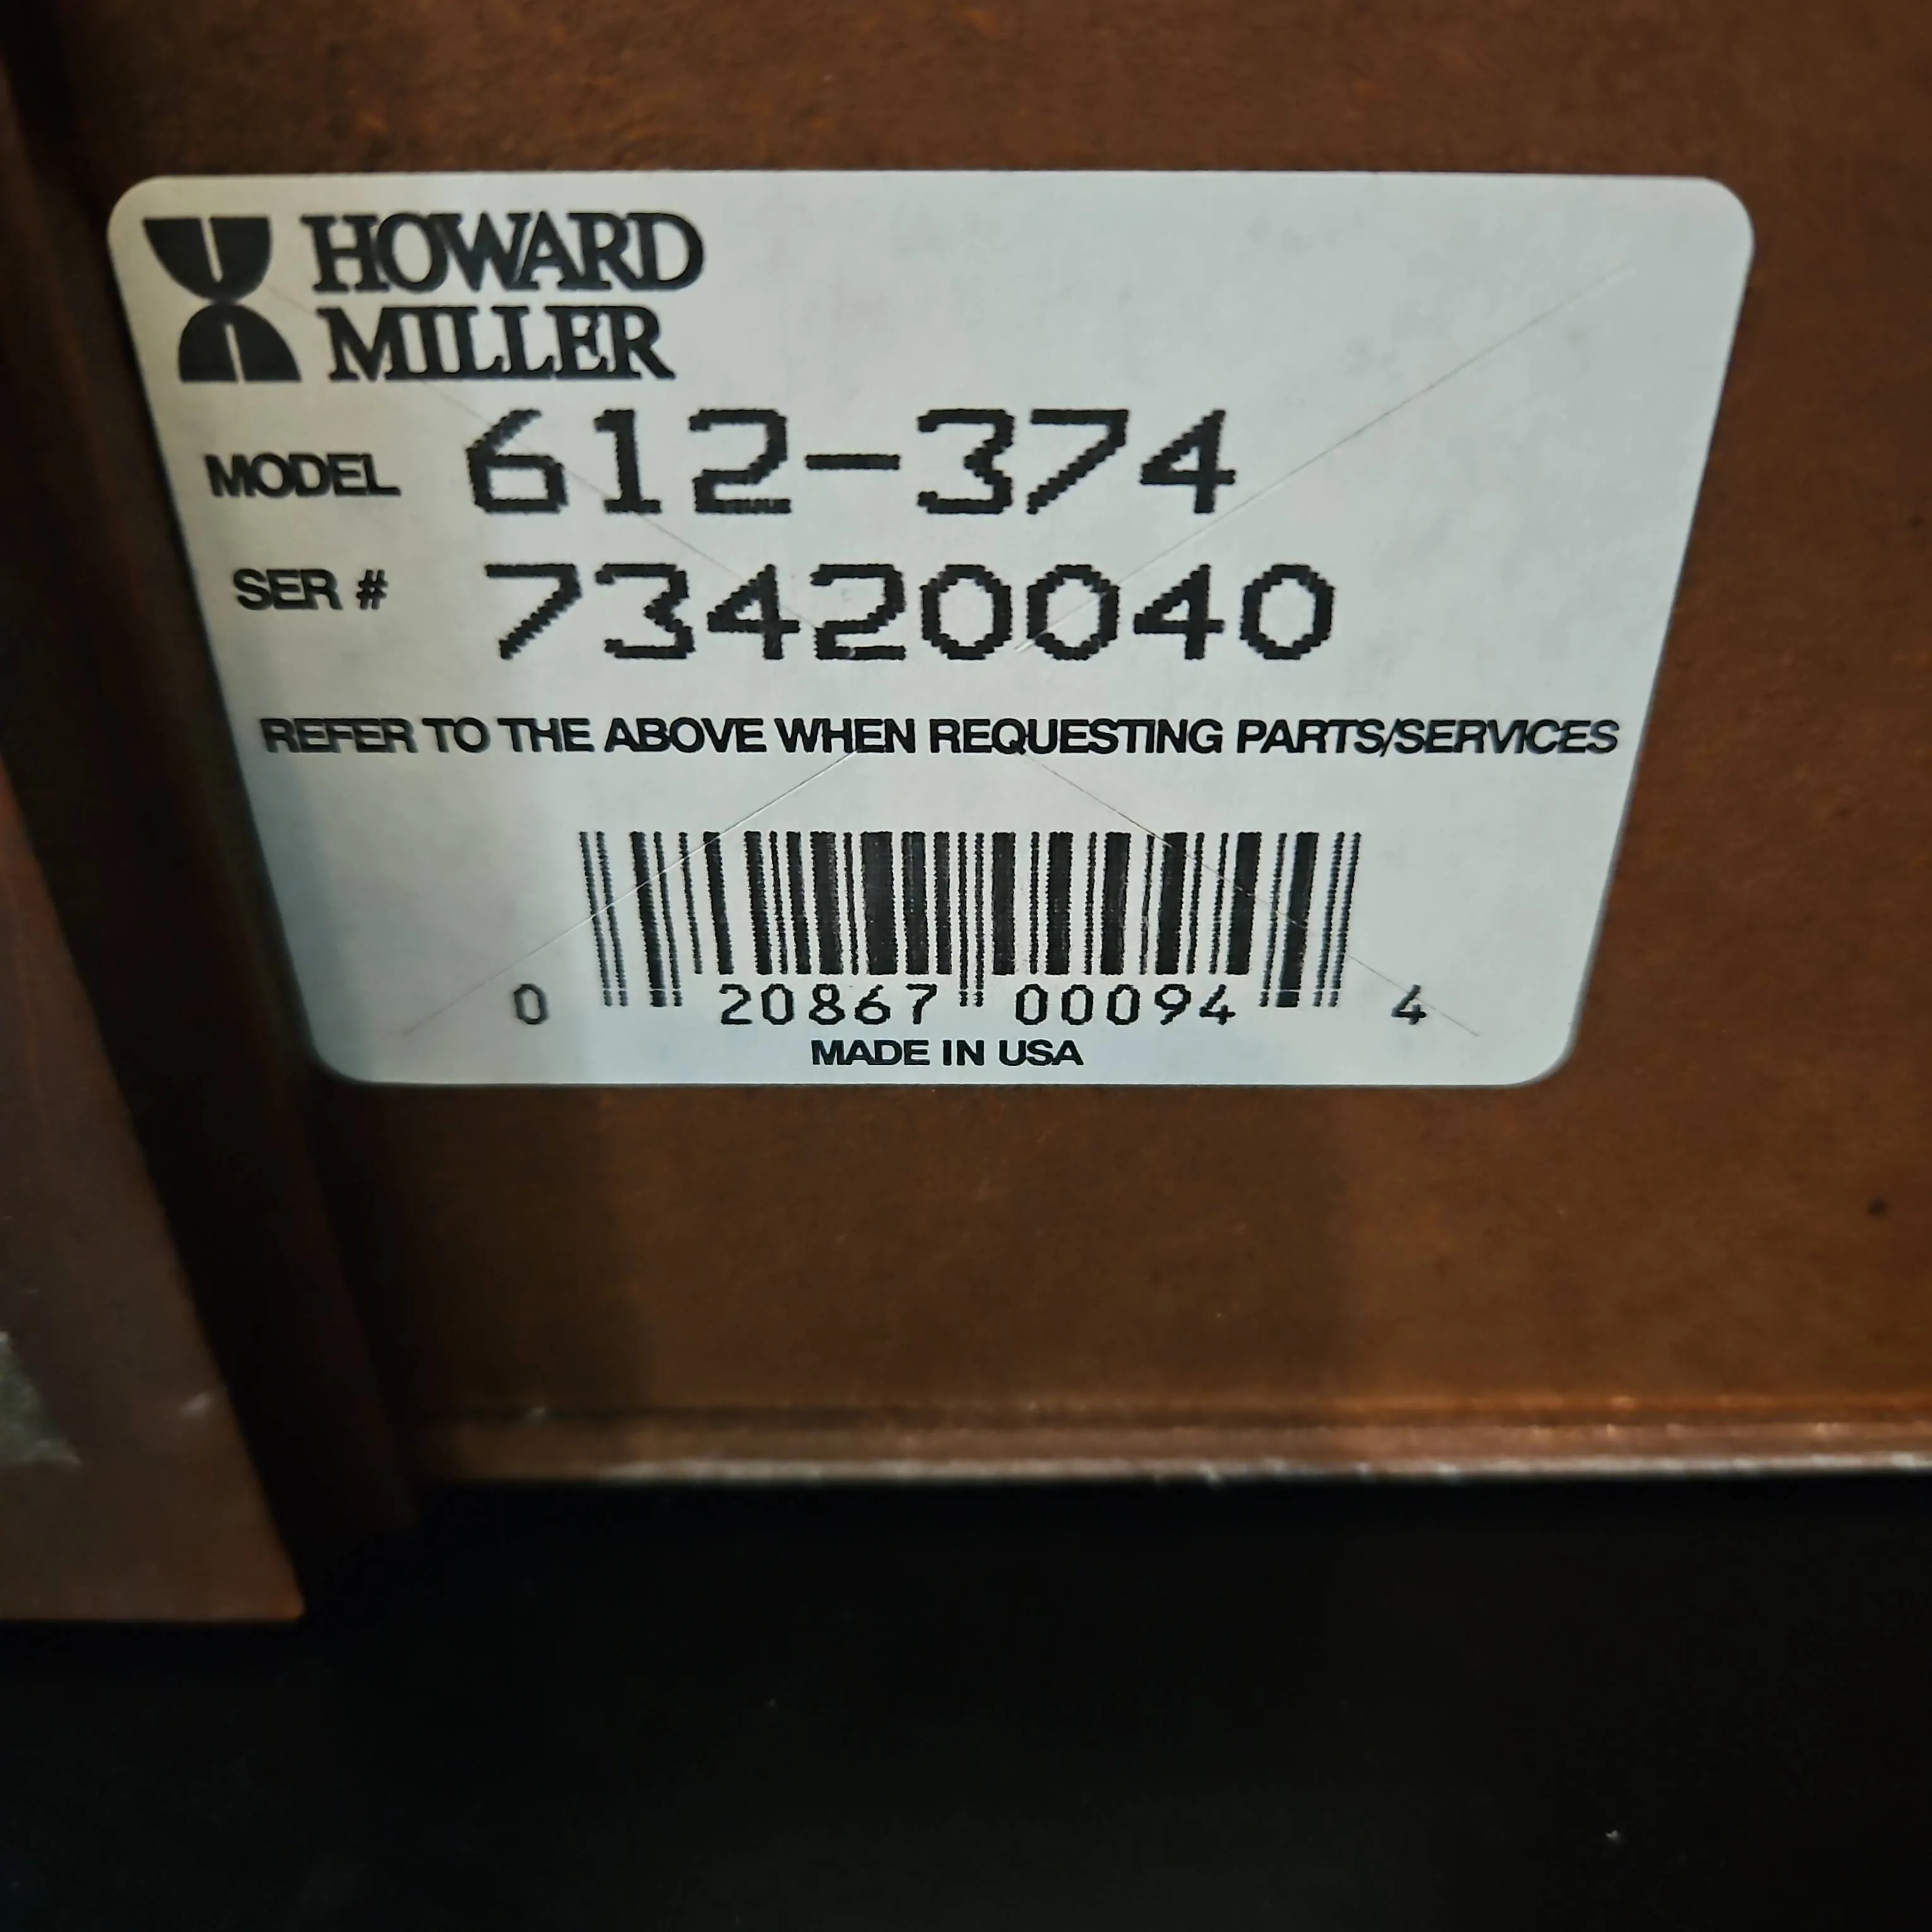 HOWARD
MILLER
MODEL 612-374
SER # 73420040
REFER TO THE ABOVE WHEN REQUESTING PARTS/SERVICES
0 20867 00094 4
MADE IN USA